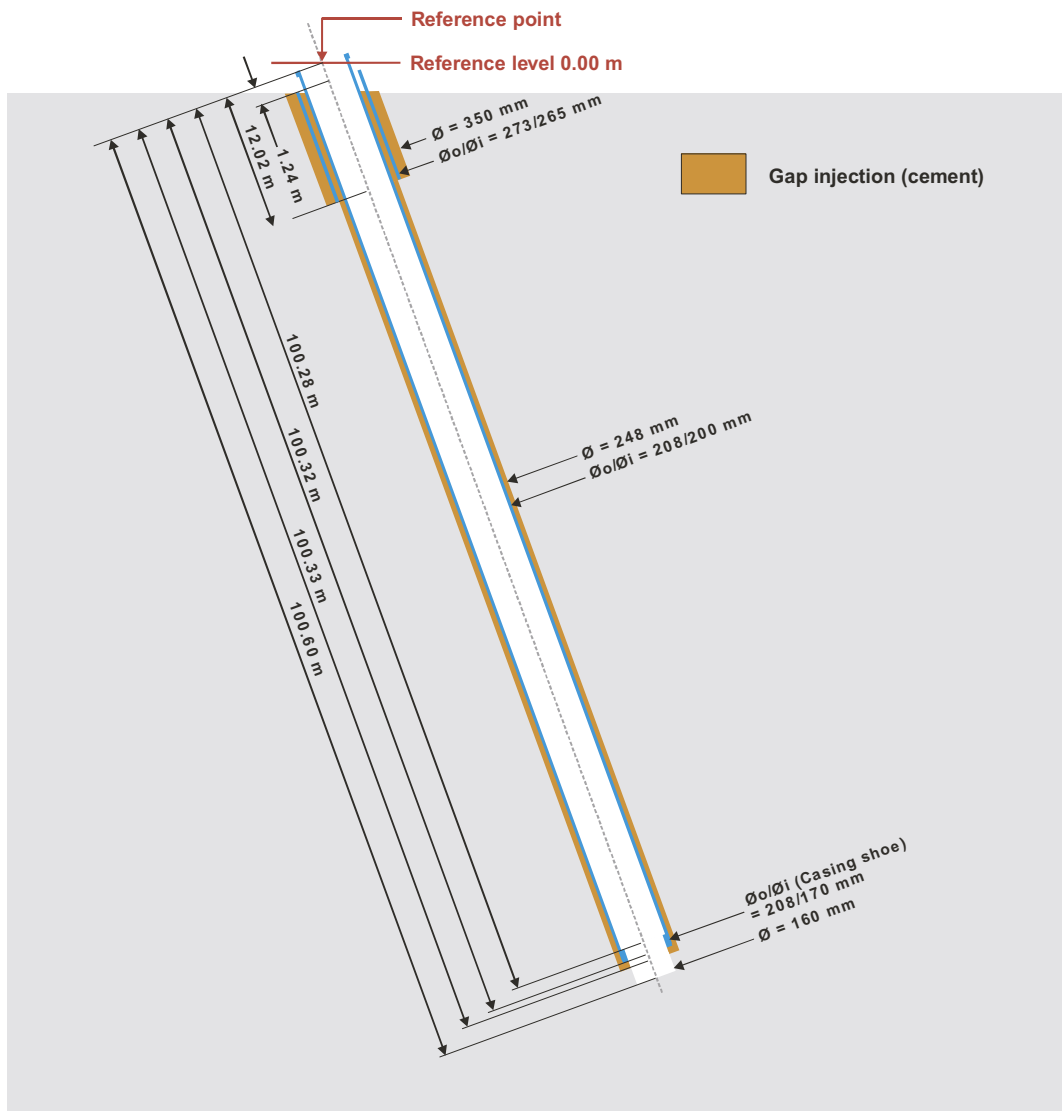 Reference point
Reference level 0.00 m
Ø = 350 mm
Øo/Øi = 273/265 mm
Gap injection (cement)
12.02 m
1.24 m
100.28 m
100.32 m
100.33 m
100.60 m
Ø = 248 mm
Øo/Øi = 208/200 mm
Øo/Øi (Casing shoe)
= 208/170 mm
Ø = 160 mm